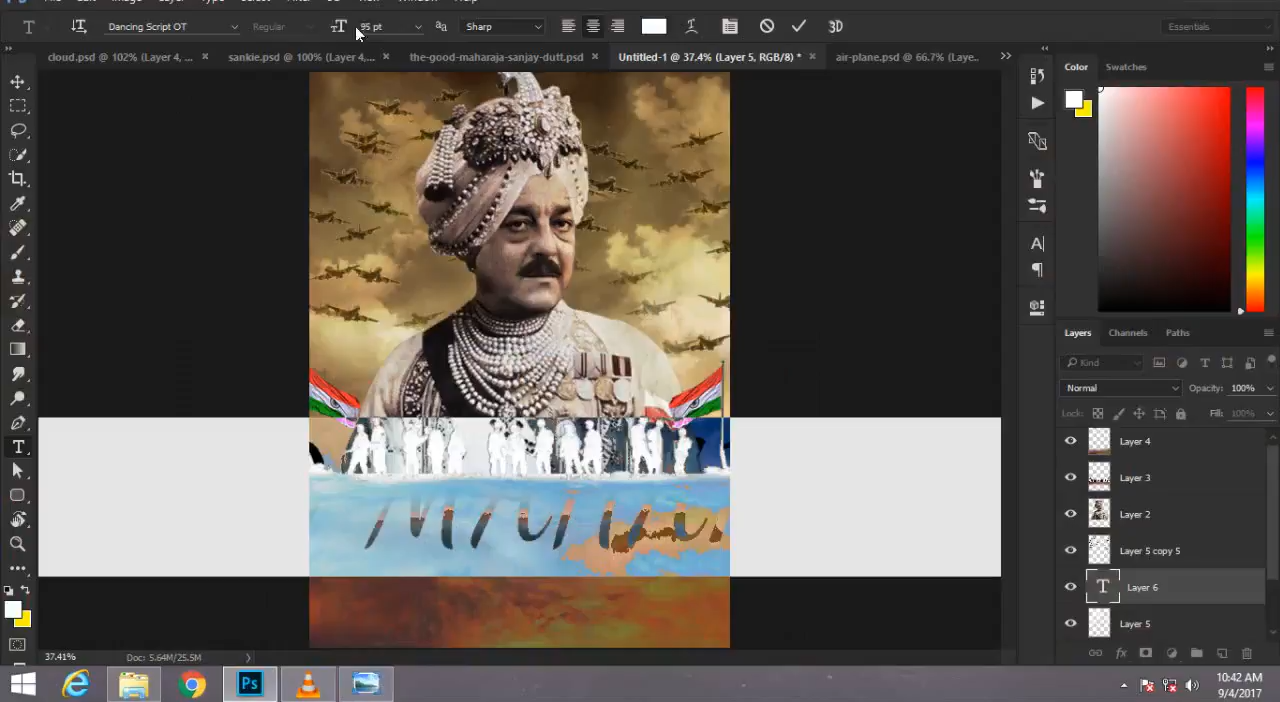 Dancing Script OT
Regular
95 pt
Sharp
3D
Essentials
cloud.psd @ 102% (Layer 4, ...
sankie.psd @ 100% (Layer 4,...
the-good-maharaja-sanjay-dutt.psd
Untitled-1 @ 37.4% (Layer 5, RGB/8) *
air-plane.psd @ 66.7% (Laye..
Color
Swatches
Layers
Channels
Paths
Kind
Normal
Opacity: 100%
Lock:
Fill: 100%
Layer 4
Layer 3
Layer 2
Layer 5 copy 5
Layer 6
Layer 5
37.41%
Doc: 5.64M/25.5M
Ps
10:42 AM
9/4/2017